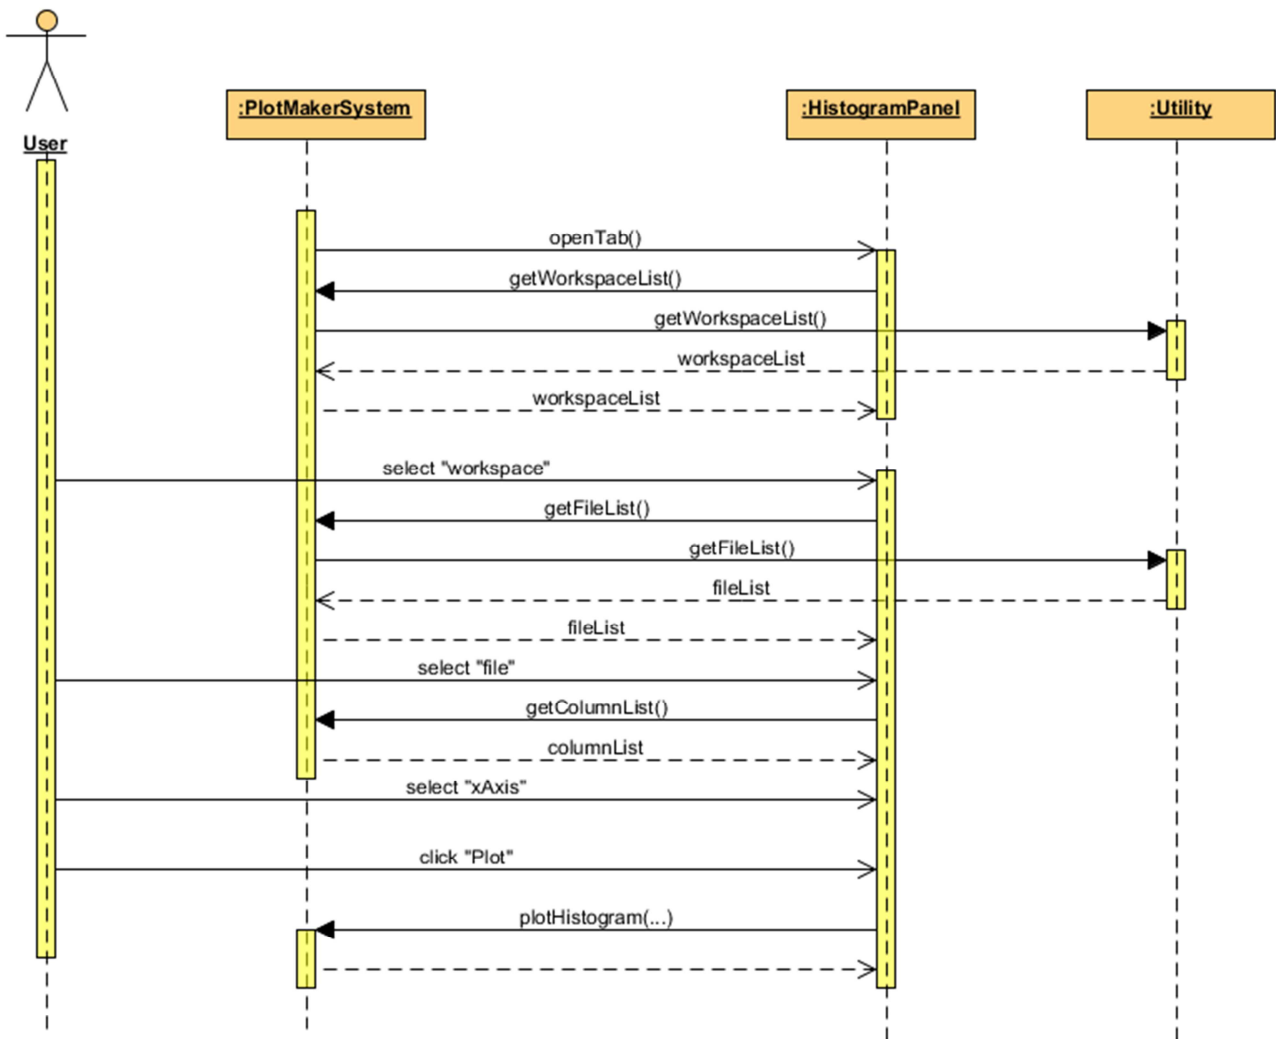 :PlotMakerSystem
:HistogramPanel
:Utility
User
openTab()
getWorkspaceList()
getWorkspaceList()
workspaceList
workspaceList
select "workspace"
getFileList()
getFileList()
fileList
fileList
select "file"
getColumnList()
columnList
select "xAxis"
click "Plot"
plotHistogram(...)